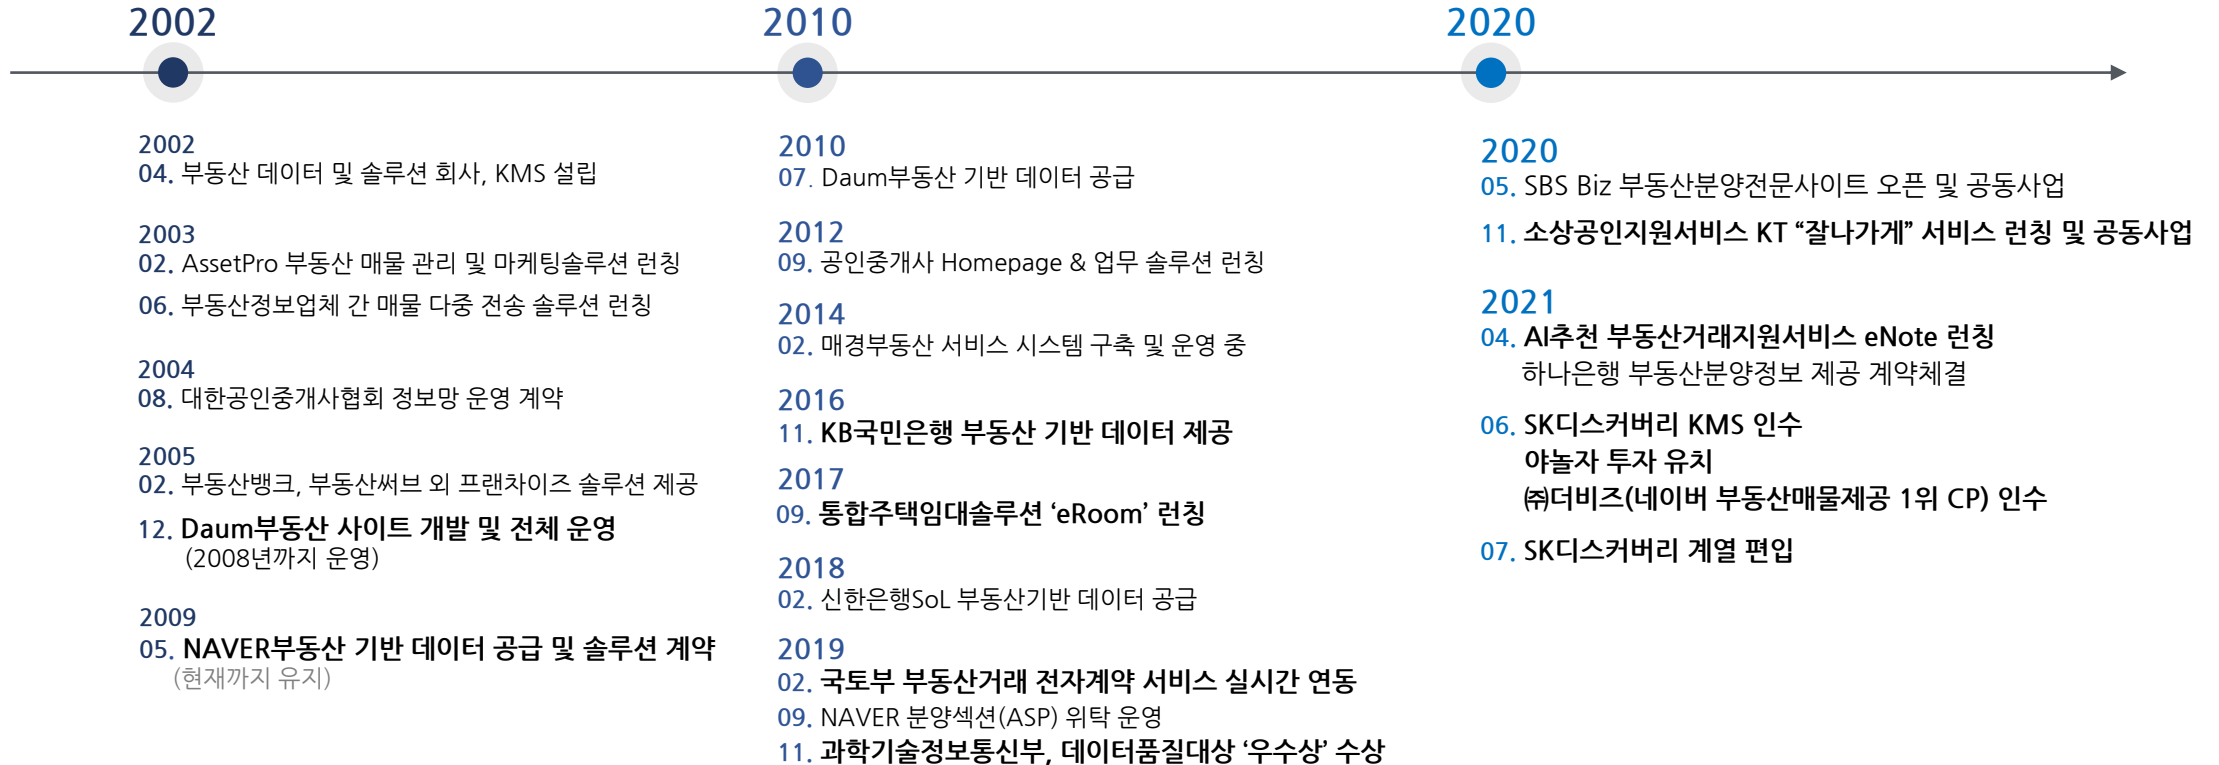 2002
2010
2020
2002
04. 부동산 데이터 및 솔루션 회사, KMS 설립
2003
02. AssetPro 부동산 매물 관리 및 마케팅솔루션 런칭
06. 부동산정보업체 간 매물 다중 전송 솔루션 런칭
2004
08. 대한공인중개사협회 정보망 운영 계약
2005
02. 부동산뱅크, 부동산써브 외 프랜차이즈 솔루션 제공
12. Daum부동산 사이트 개발 및 전체 운영
(2008년까지 운영)
2009
05. NAVER부동산 기반 데이터 공급 및 솔루션 계약
(현재까지 유지)
2010
07. Daum부동산 기반 데이터 공급
2012
09. 공인중개사 Homepage & 업무 솔루션 런칭
2014
02. 매경부동산 서비스 시스템 구축 및 운영 중
2016
11. KB국민은행 부동산 기반 데이터 제공
2017
09. 통합주택임대솔루션 ‘eRoom’ 런칭
2018
02. 신한은행SoL 부동산기반 데이터 공급
2019
02. 국토부 부동산거래 전자계약 서비스 실시간 연동
09. NAVER 분양섹션(ASP) 위탁 운영
11. 과학기술정보통신부, 데이터품질대상 ‘우수상’ 수상
2020
05. SBS Biz 부동산분양전문사이트 오픈 및 공동사업
11. 소상공인지원서비스 KT “잘나가게” 서비스 런칭 및 공동사업
2021
04. AI추천 부동산거래지원서비스 eNote 런칭
하나은행 부동산분양정보 제공 계약체결
06. SK디스커버리 KMS 인수
야놀자 투자 유치
㈜더비즈(네이버 부동산매물제공 1위 CP) 인수
07. SK디스커버리 계열 편입